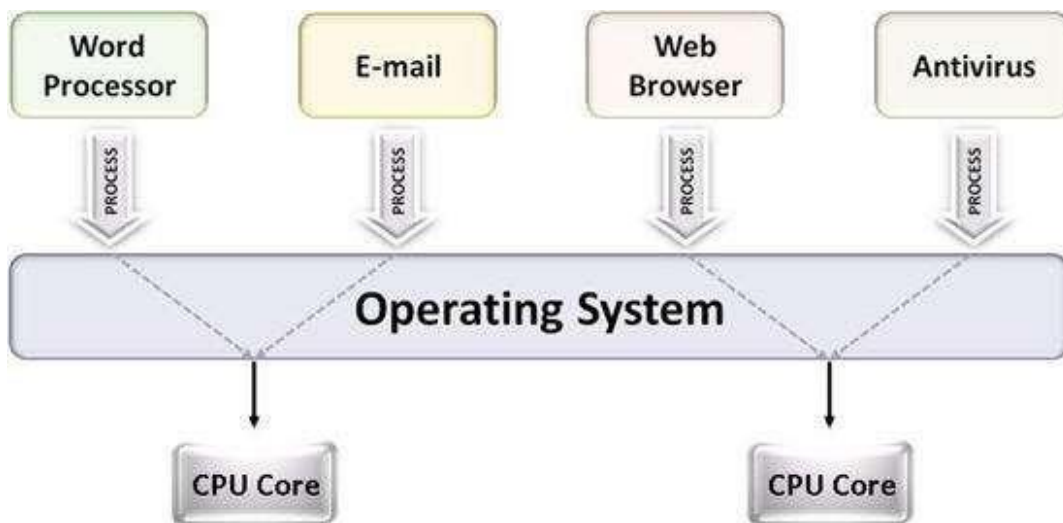 Word
Processor
E-mail
Web
Browser
Antivirus
PROCESS
PROCESS
PROCESS
PROCESS
Operating System
CPU Core
CPU Core